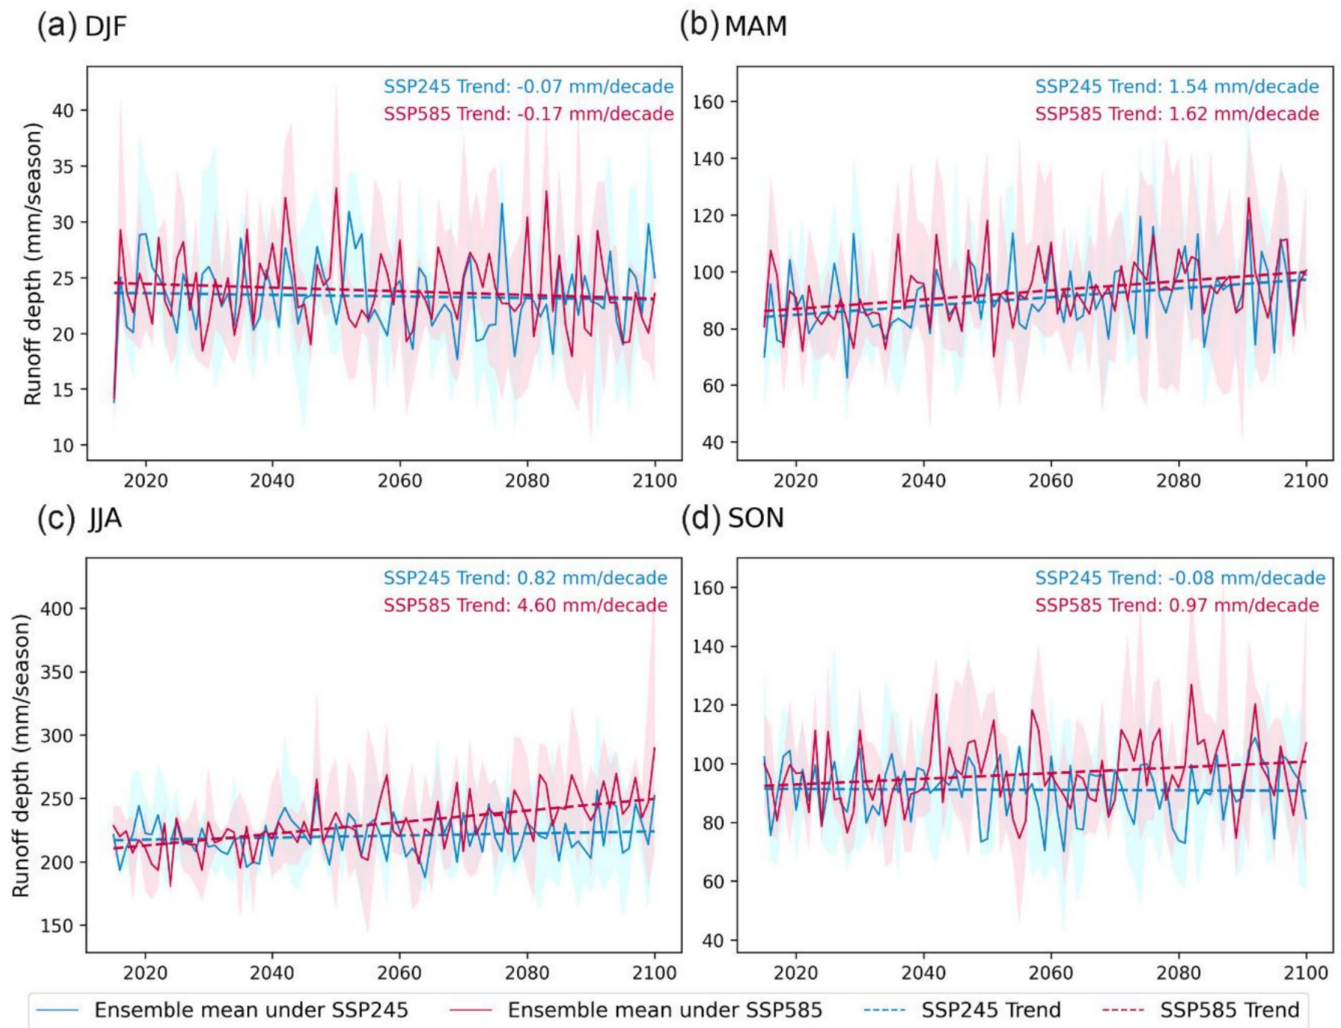 (a) DJF
SSP245 Trend: -0.07 mm/decade
SSP585 Trend: -0.17 mm/decade
Runoff depth (mm/season)
40
35
30
25
20
15
10
2020 2040 2060 2080 2100
(b) MAM
SSP245 Trend: 1.54 mm/decade
SSP585 Trend: 1.62 mm/decade
160
140
120
100
80
60
40
2020 2040 2060 2080 2100
(c) JJA
SSP245 Trend: 0.82 mm/decade
SSP585 Trend: 4.60 mm/decade
Runoff depth (mm/season)
400
350
300
250
200
150
2020 2040 2060 2080 2100
(d) SON
SSP245 Trend: -0.08 mm/decade
SSP585 Trend: 0.97 mm/decade
160
140
120
100
80
60
40
2020 2040 2060 2080 2100
Ensemble mean under SSP245 Ensemble mean under SSP585 SSP245 Trend SSP585 Trend